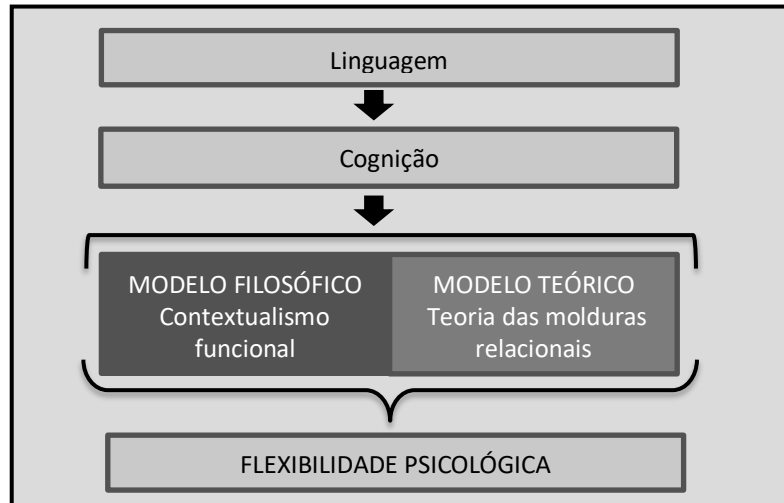 Linguagem
Cognição
MODELO FILOSÓFICO
Contextualismo
funcional
MODELO TEÓRICO
Teoria das molduras
relacionais
FLEXIBILIDADE PSICOLÓGICA